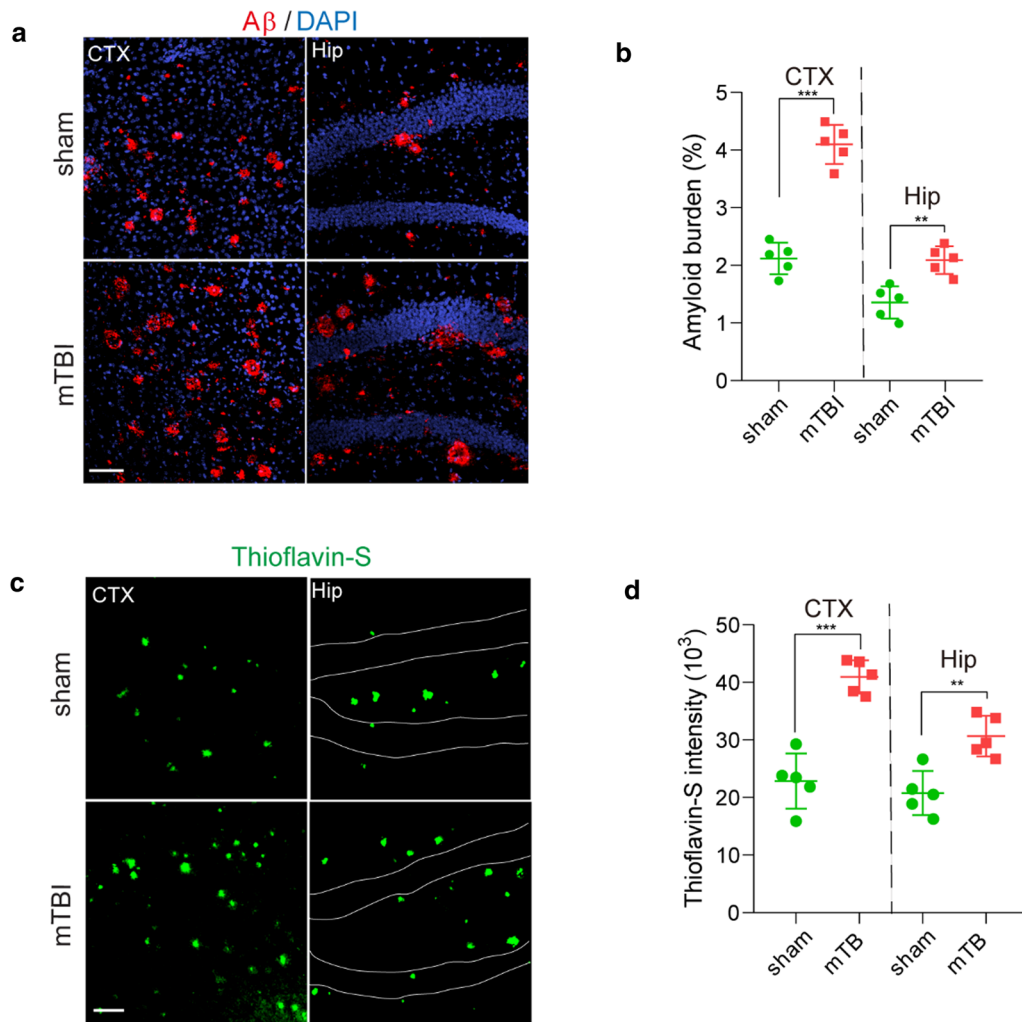 a
Aβ / DAPI
CTX
Hip
sham
mTBI
b
Amyloid burden (%)
5
4
3
2
1
0
CTX
***
Hip
**
sham
mTBI
sham
mTBI
c
Thioflavin-S
CTX
Hip
sham
mTBI
d
Thioflavin-S intensity (10³)
50
40
30
20
10
0
CTX
***
Hip
**
sham
mTB
sham
mTB